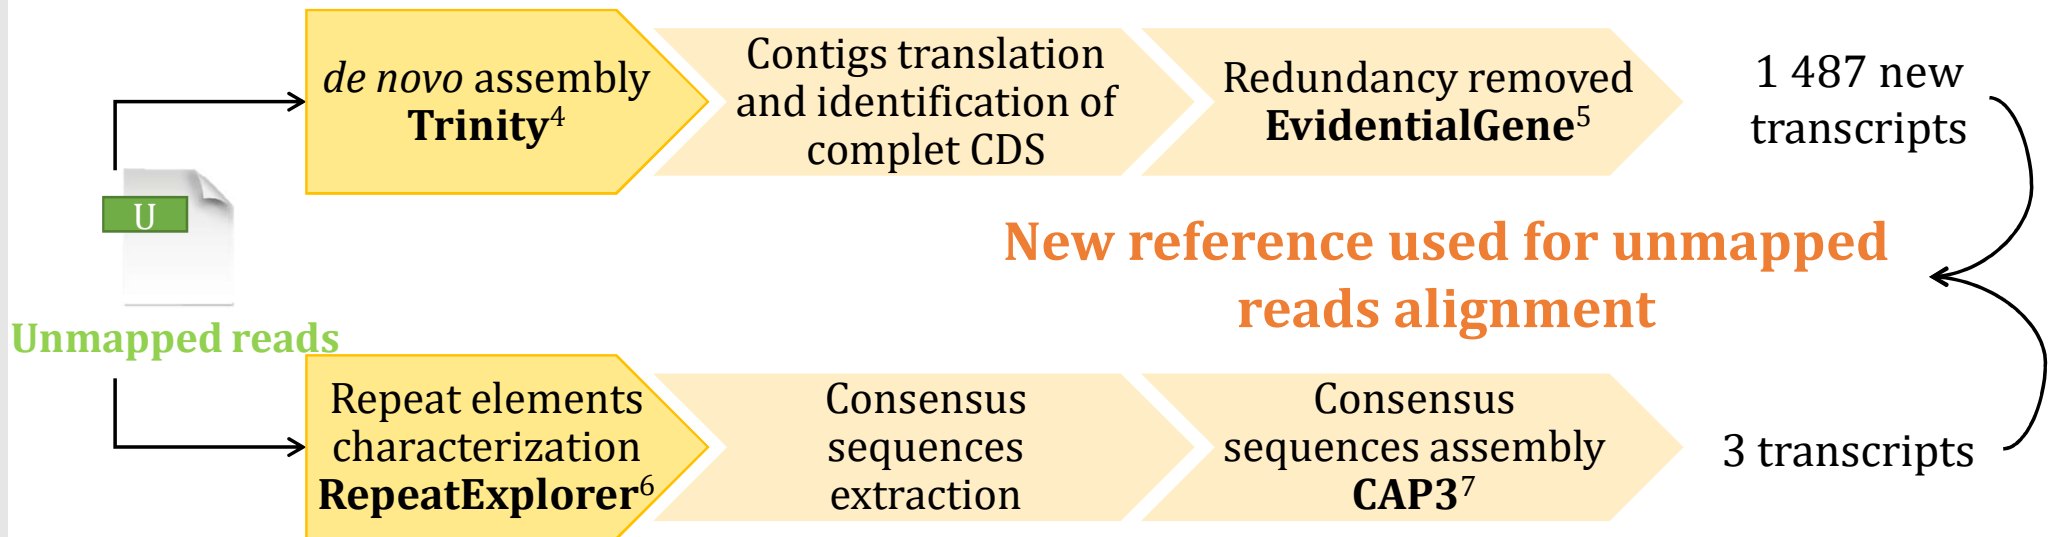 de novo assembly
Trinity⁴
Contigs translation
and identification of
complet CDS
Redundancy removed
EvidentialGene⁵
1 487 new
transcripts
U
Unmapped reads
New reference used for unmapped
reads alignment
Repeat elements
characterization
RepeatExplorer⁶
Consensus
sequences
extraction
Consensus
sequences assembly
CAP3⁷
3 transcripts